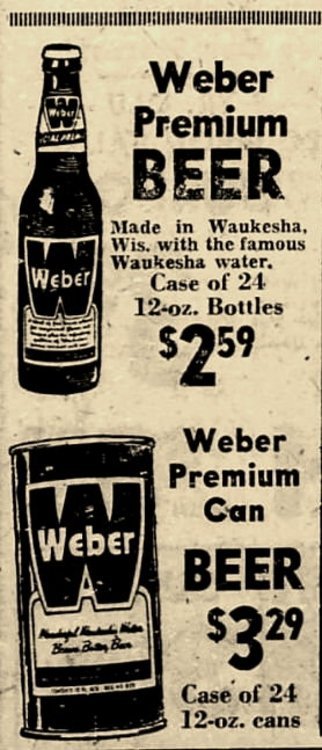 Weber
Premium
BEER
Made in Waukesha,
Wis. with the famous
Waukesha water.
Case of 24
12-oz. Bottles
$2.59
Weber
Weber
Weber
Premium
Can
BEER
$3.29
Case of 24
12-oz. cans
Weber